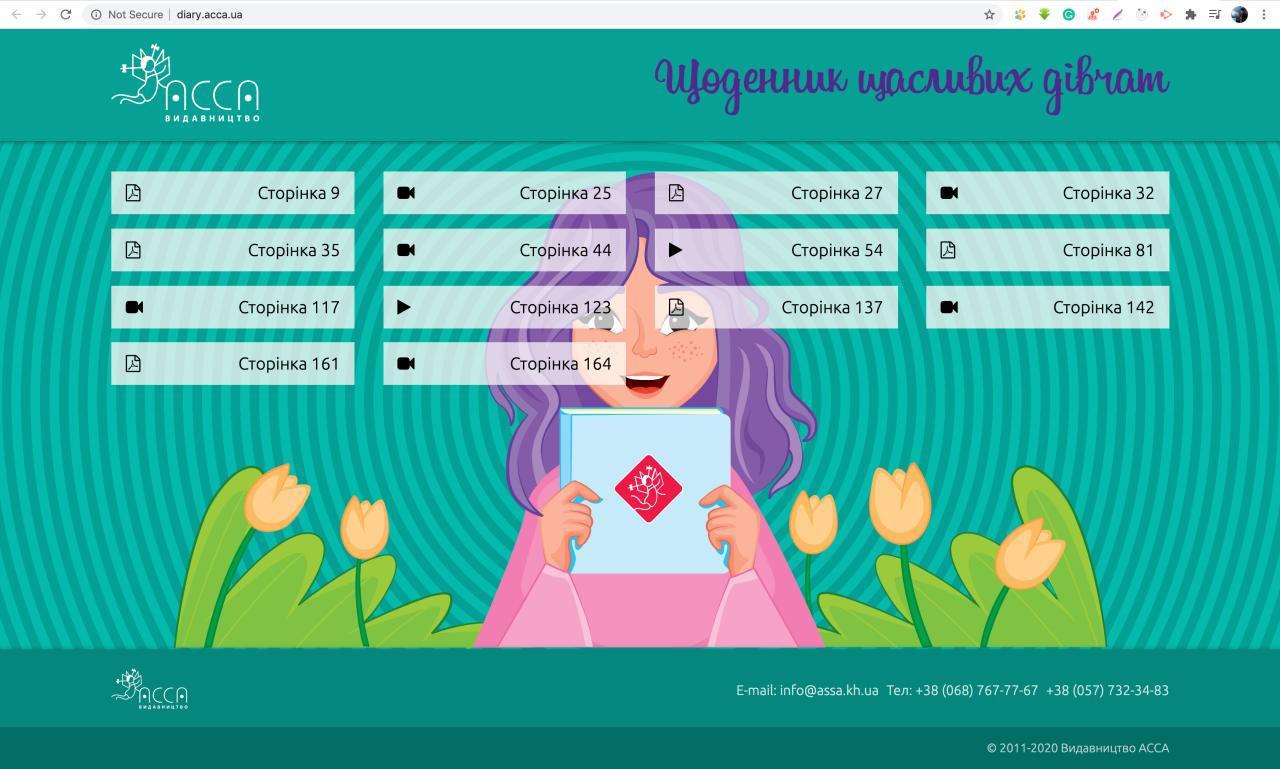 Not Secure
diary.acca.ua
АССА
ВИДАВНИЦТВО
Щоденник щасливих дівчат
Сторінка 9
Сторінка 25
Сторінка 27
Сторінка 32
Сторінка 35
Сторінка 44
Сторінка 54
Сторінка 81
Сторінка 117
Сторінка 123
Сторінка 137
Сторінка 142
Сторінка 161
Сторінка 164
АССА
ВИДАВНИЦТВО
E-mail: info@assa.kh.ua Тел: +38 (068) 767-77-67 +38 (057) 732-34-83
© 2011-2020 Видавництво АССА